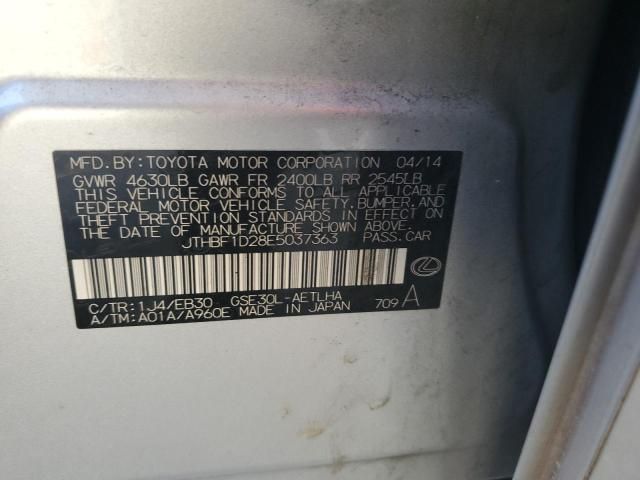 MFD. BY: TOYOTA MOTOR CORPORATION 04/14
GVWR 4630LB GAWR FR 2400LB RR 2545LB
THIS VEHICLE CONFORMS TO ALL APPLICABLE
FEDERAL MOTOR VEHICLE SAFETY, BUMPER, AND
THEFT PREVENTION STANDARDS IN EFFECT ON
THE DATE OF MANUFACTURE SHOWN ABOVE.
JTHBF1D28E5037363 PASS. CAR
C/TR: 1J4/EB30 GSE30L-AETLHA
A/TM: A01A/A960E MADE IN JAPAN 709 A